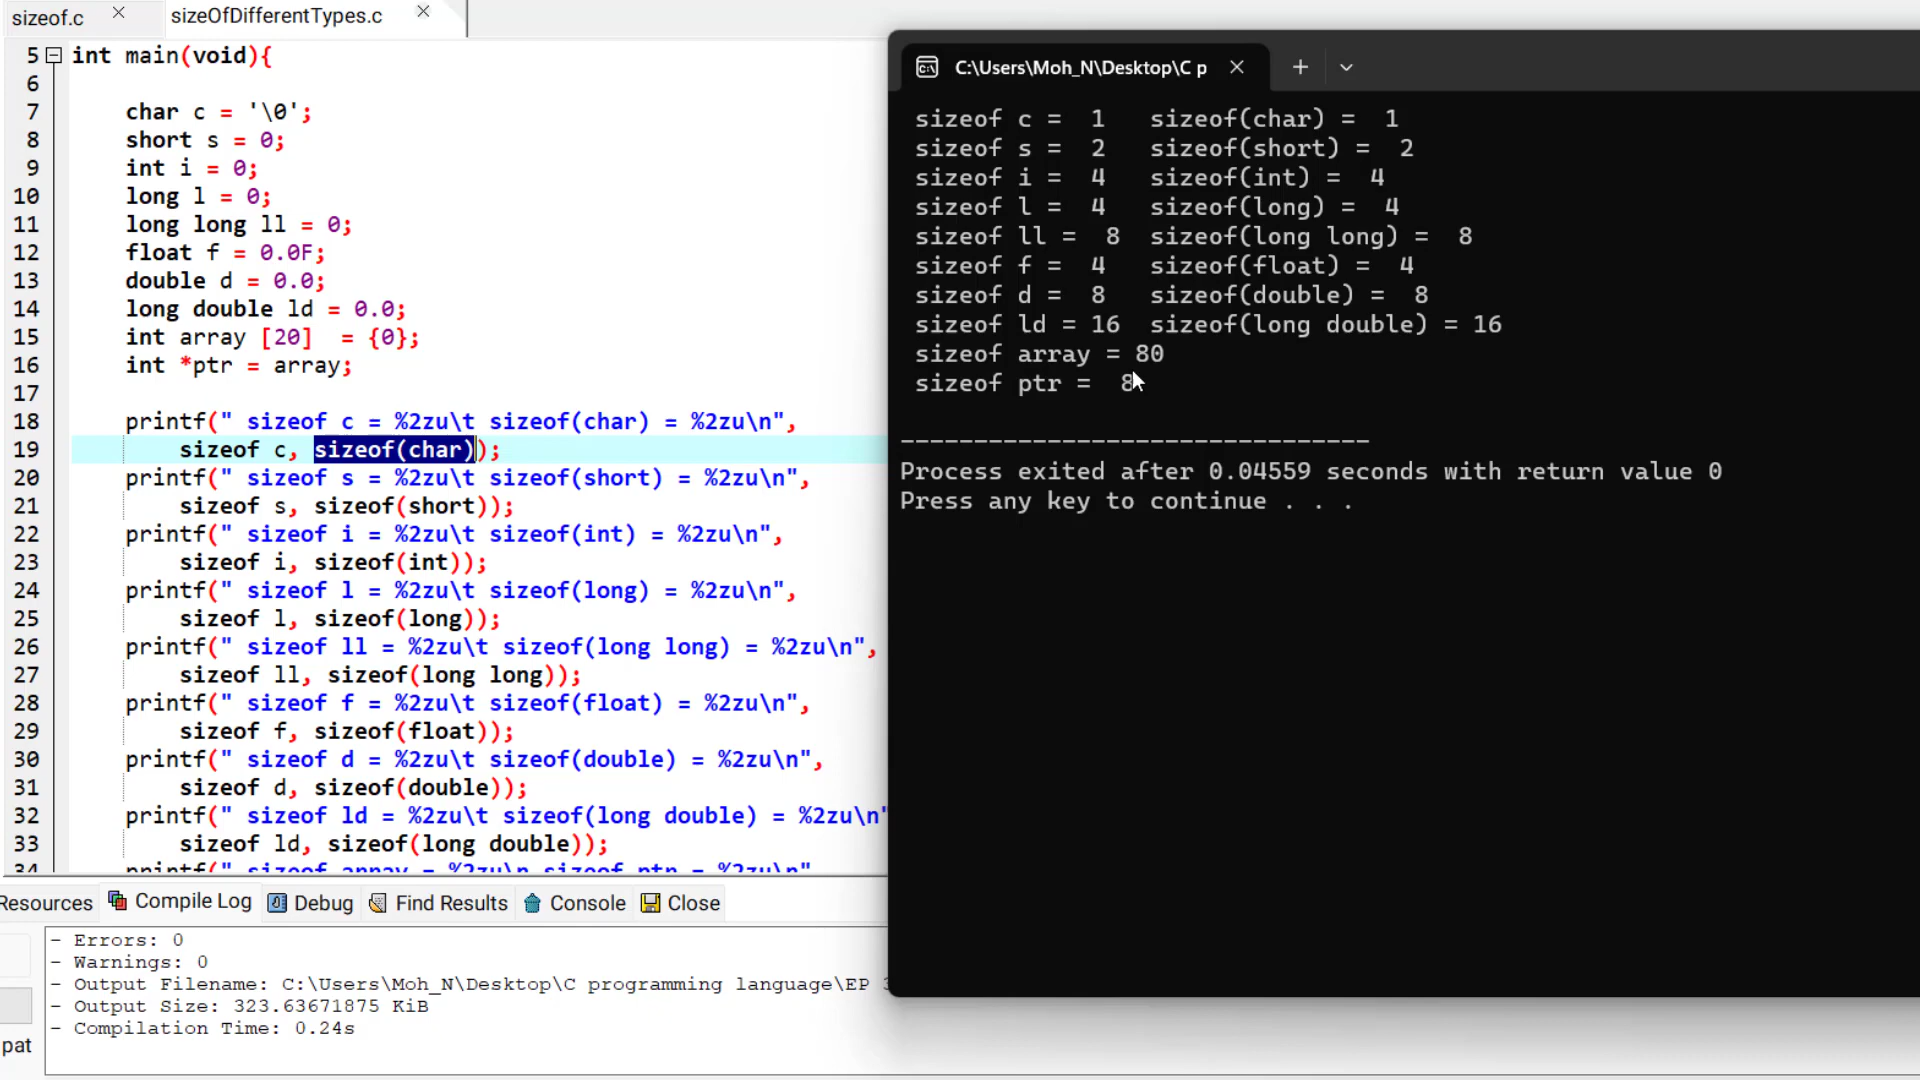 sizeof.c
sizeOfDifferentTypes.c
5 int main(void){
6
7 char c = '\0';
8 short s = 0;
9 int i = 0;
10 long l = 0;
11 long long ll = 0;
12 float f = 0.0F;
13 double d = 0.0;
14 long double ld = 0.0;
15 int array [20]  = {0};
16 int *ptr = array;
17
18 printf(" sizeof c = %2zu\t sizeof(char) = %2zu\n",
19 sizeof c, sizeof(char));
20 printf(" sizeof s = %2zu\t sizeof(short) = %2zu\n",
21 sizeof s, sizeof(short));
22 printf(" sizeof i = %2zu\t sizeof(int) = %2zu\n",
23 sizeof i, sizeof(int));
24 printf(" sizeof l = %2zu\t sizeof(long) = %2zu\n",
25 sizeof l, sizeof(long));
26 printf(" sizeof ll = %2zu\t sizeof(long long) = %2zu\n",
27 sizeof ll, sizeof(long long));
28 printf(" sizeof f = %2zu\t sizeof(float) = %2zu\n",
29 sizeof f, sizeof(float));
30 printf(" sizeof d = %2zu\t sizeof(double) = %2zu\n",
31 sizeof d, sizeof(double));
32 printf(" sizeof ld = %2zu\t sizeof(long double) = %2zu\n"
33 sizeof ld, sizeof(long double));
34 printf(" sizeof array = %2zu\n sizeof ptr = %2zu\n"
Resources Compile Log Debug Find Results Console Close
- Errors: 0
- Warnings: 0
- Output Filename: C:\Users\Moh_N\Desktop\C programming language\EP 3
- Output Size: 323.63671875 KiB
- Compilation Time: 0.24s
pat
C:\Users\Moh_N\Desktop\C p
sizeof c =  1   sizeof(char) =  1
sizeof s =  2   sizeof(short) =  2
sizeof i =  4   sizeof(int) =  4
sizeof l =  4   sizeof(long) =  4
sizeof ll =  8  sizeof(long long) =  8
sizeof f =  4   sizeof(float) =  4
sizeof d =  8   sizeof(double) =  8
sizeof ld = 16  sizeof(long double) = 16
sizeof array = 80
sizeof ptr =  8
--------------------------------
Process exited after 0.04559 seconds with return value 0
Press any key to continue . . .